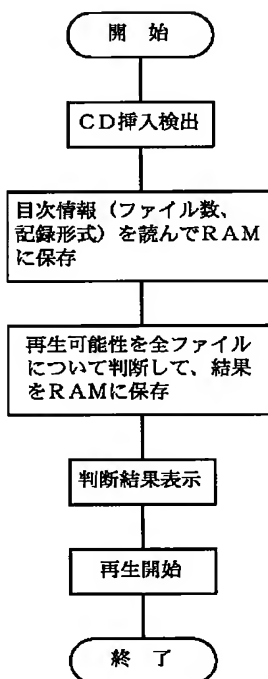 開　始
ＣＤ挿入検出
目次情報（ファイル数、
記録形式）を読んでＲＡＭ
に保存
再生可能性を全ファイル
について判断して、結果
をＲＡＭに保存
判断結果表示
再生開始
終　了